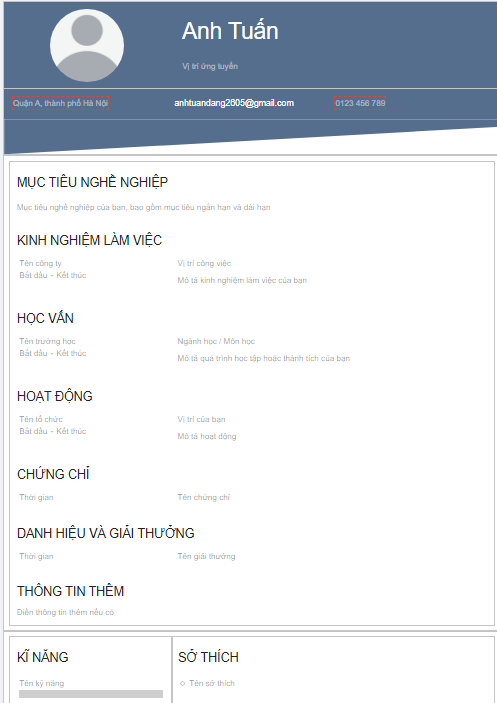 Anh Tuấn
Vị trí ứng tuyển
Quận A, thành phố Hà Nội
anhtuandang2605@gmail.com
0123 456 789
MỤC TIÊU NGHỀ NGHIỆP
Mục tiêu nghề nghiệp của bạn, bao gồm mục tiêu ngắn hạn và dài hạn
KINH NGHIỆM LÀM VIỆC
Tên công ty
Bắt đầu - Kết thúc
Vị trí công việc
Mô tả kinh nghiệm làm việc của bạn
HỌC VẤN
Tên trường học
Bắt đầu - Kết thúc
Ngành học / Môn học
Mô tả quá trình học tập hoặc thành tích của bạn
HOẠT ĐỘNG
Tên tổ chức
Bắt đầu - Kết thúc
Vị trí của bạn
Mô tả hoạt động
CHỨNG CHỈ
Thời gian
Tên chứng chỉ
DANH HIỆU VÀ GIẢI THƯỞNG
Thời gian
Tên giải thưởng
THÔNG TIN THÊM
Điền thông tin thêm nếu có
KĨ NĂNG
Tên kỹ năng
SỞ THÍCH
Tên sở thích